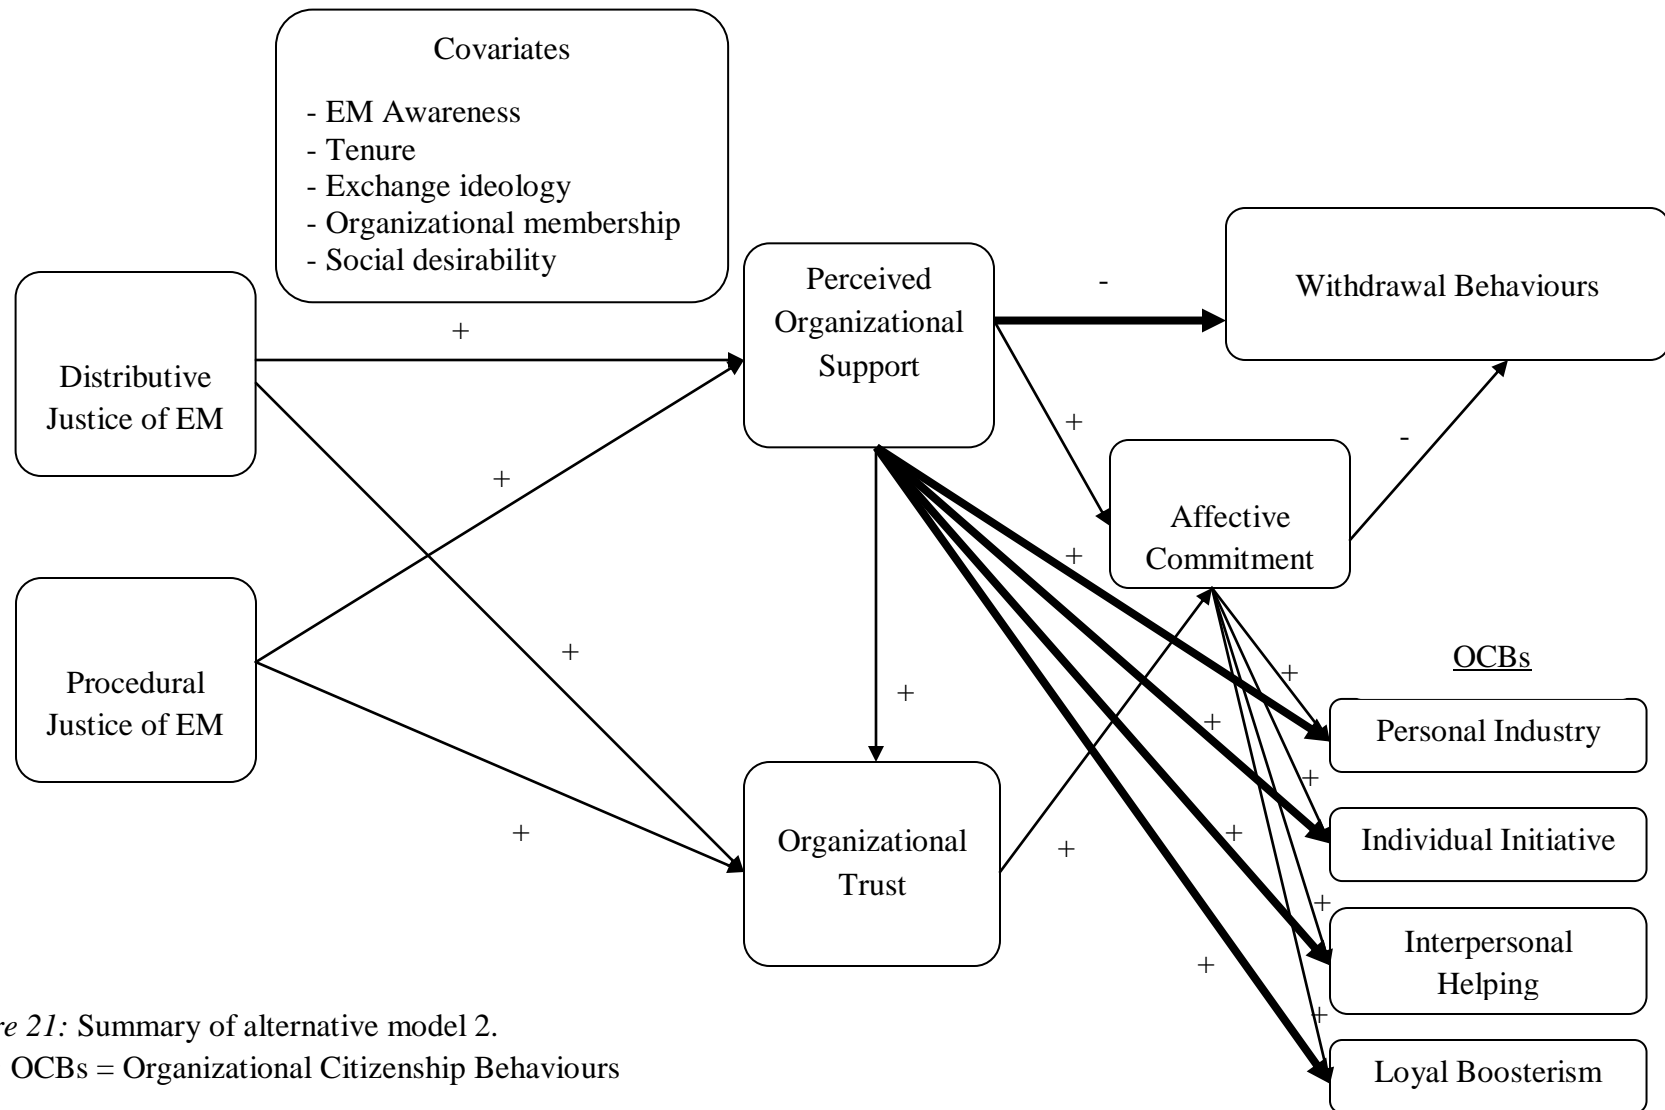 Covariates
- EM Awareness
- Tenure
- Exchange ideology
- Organizational membership
- Social desirability
Distributive
Justice of EM
Procedural
Justice of EM
+
+
+
+
Perceived
Organizational
Support
+
Organizational
Trust
-
Withdrawal Behaviours
+
-
Affective
Commitment
+
+
+
+
+
+
+
+
+
OCBs
Personal Industry
Individual Initiative
Interpersonal
Helping
Loyal Boosterism
re 21: Summary of alternative model 2.
OCBs = Organizational Citizenship Behaviours